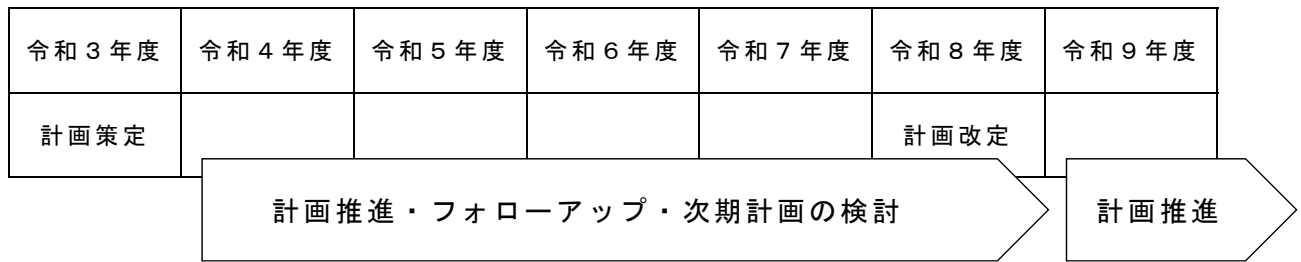 令和３年度 令和４年度 令和５年度 令和６年度 令和７年度 令和８年度 令和９年度
計画策定 計画改定
計画推進・フォローアップ・次期計画の検討 計画推進